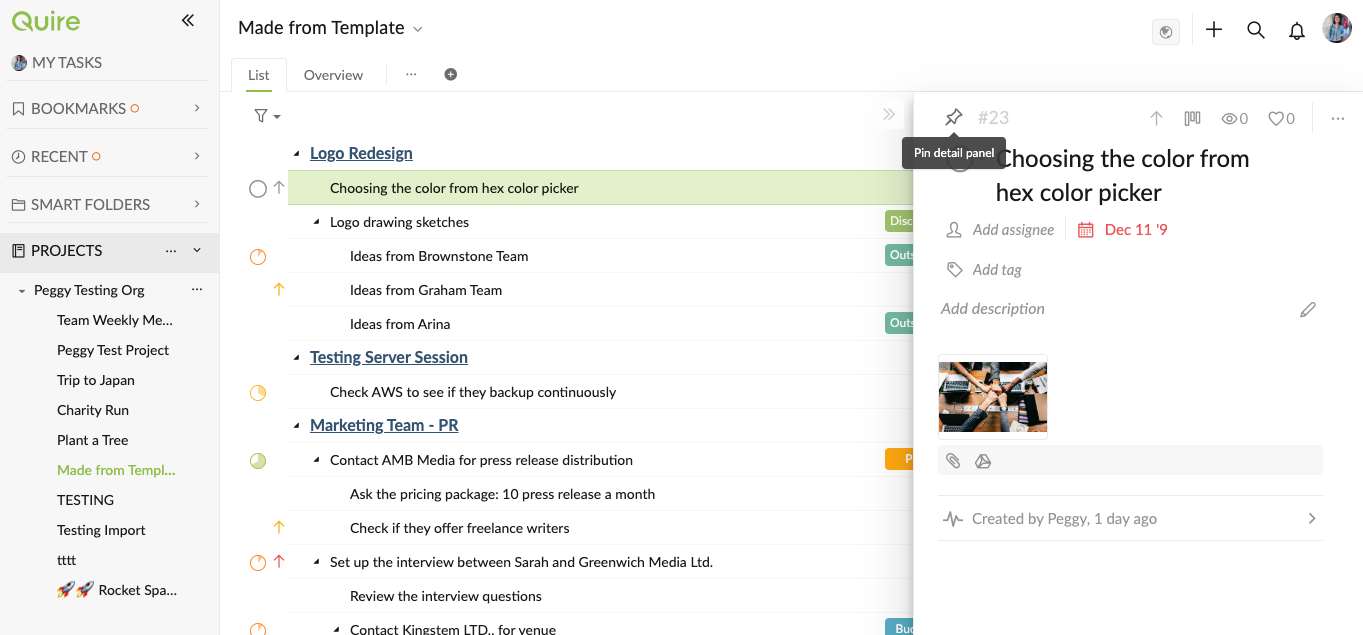 Quire
MY TASKS
BOOKMARKS
RECENT
SMART FOLDERS
PROJECTS
Peggy Testing Org
Team Weekly Me...
Peggy Test Project
Trip to Japan
Charity Run
Plant a Tree
Made from Templ...
TESTING
Testing Import
tttt
🚀🚀 Rocket Spa...
Made from Template
List Overview
Logo Redesign
Choosing the color from hex color picker
Logo drawing sketches Disc
Ideas from Brownstone Team Outs
Ideas from Graham Team
Ideas from Arina Outs
Testing Server Session
Check AWS to see if they backup continuously
Marketing Team - PR
Contact AMB Media for press release distribution P
Ask the pricing package: 10 press release a month
Check if they offer freelance writers
Set up the interview between Sarah and Greenwich Media Ltd.
Review the interview questions
Contact Kingstem LTD., for venue Bud
#23
0 0
Pin detail panel
Choosing the color from
hex color picker
Add assignee Dec 11 '9
Add tag
Add description
Created by Peggy, 1 day ago